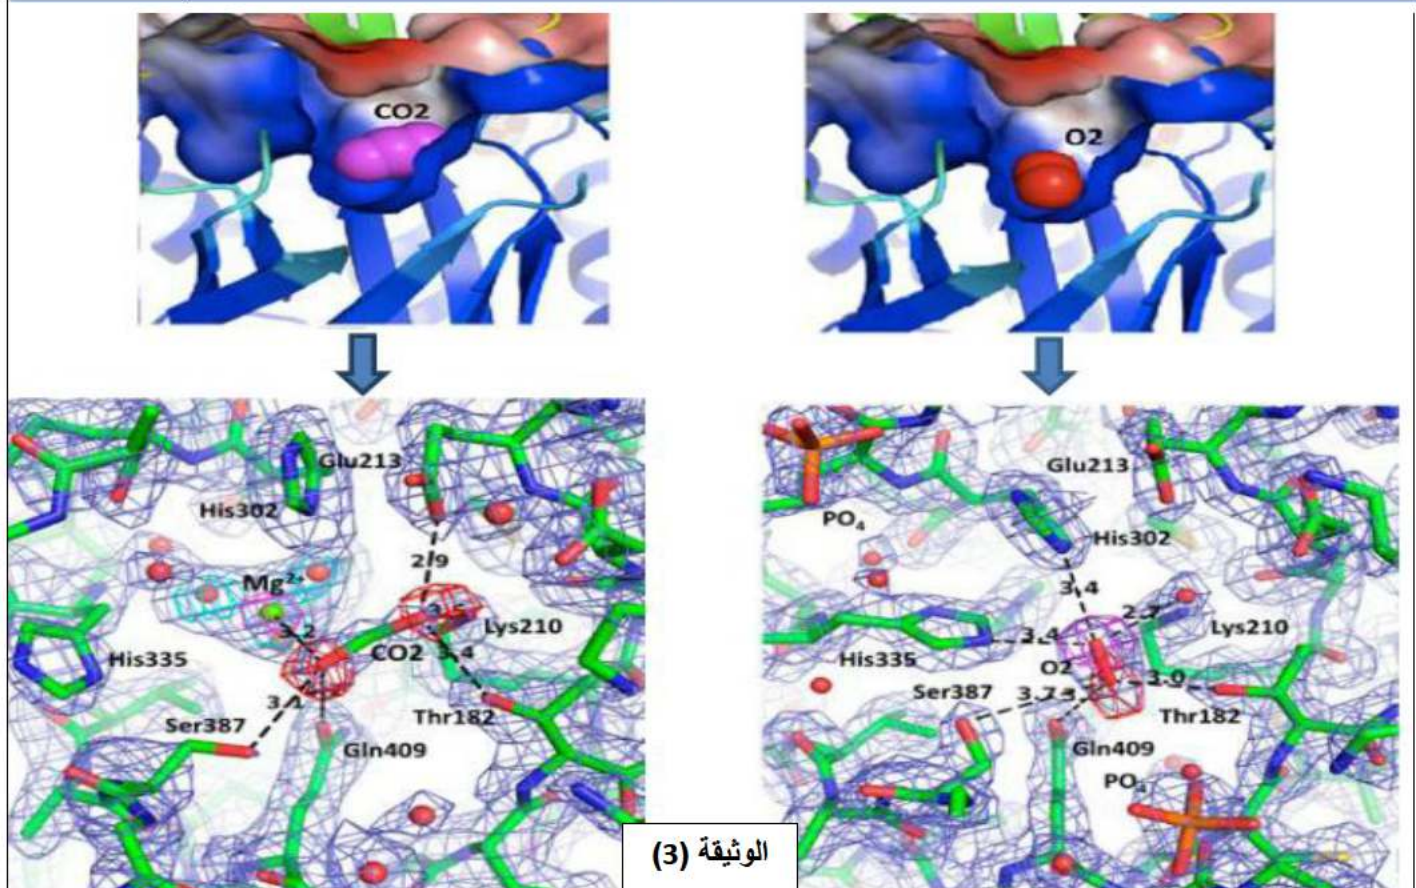 CO2
O2
Glu213
His302
2.9
Mg²⁺
3.5
3.2
Lys210
CO2
3.4
His335
3.1
Thr182
Ser387
Gln409
Glu213
PO₄
His302
3.4
2.7
3.4
Lys210
His335
O2
Ser387
3.0
Thr182
Gln409
PO₄
الوثيقة (3)